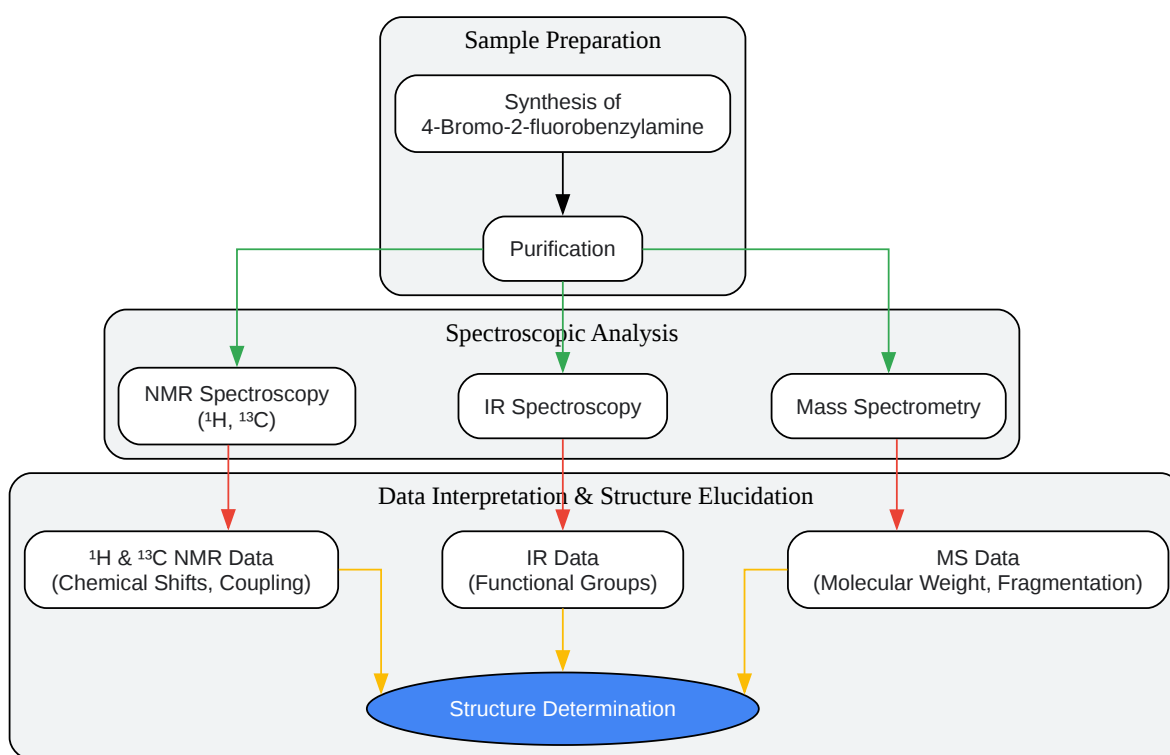 Sample Preparation
Synthesis of
4-Bromo-2-fluorobenzylamine
Purification
Spectroscopic Analysis
NMR Spectroscopy
(¹H, ¹³C)
IR Spectroscopy
Mass Spectrometry
Data Interpretation & Structure Elucidation
¹H & ¹³C NMR Data
(Chemical Shifts, Coupling)
IR Data
(Functional Groups)
MS Data
(Molecular Weight, Fragmentation)
Structure Determination